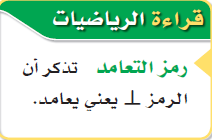 قراءة الرياضيات
رمز التعامد تذكر أن
الرمز ⊥ يعني يعامد.